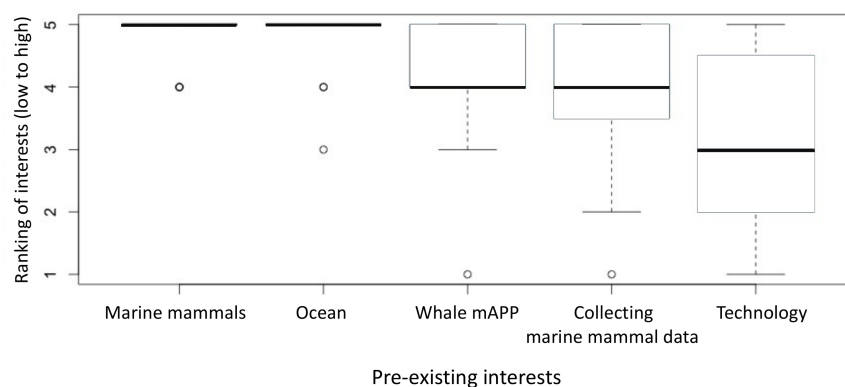 Ranking of interests (low to high)
5
4
3
2
1
Marine mammals
Ocean
Whale mAPP
Collecting
marine mammal data
Technology
Pre-existing interests